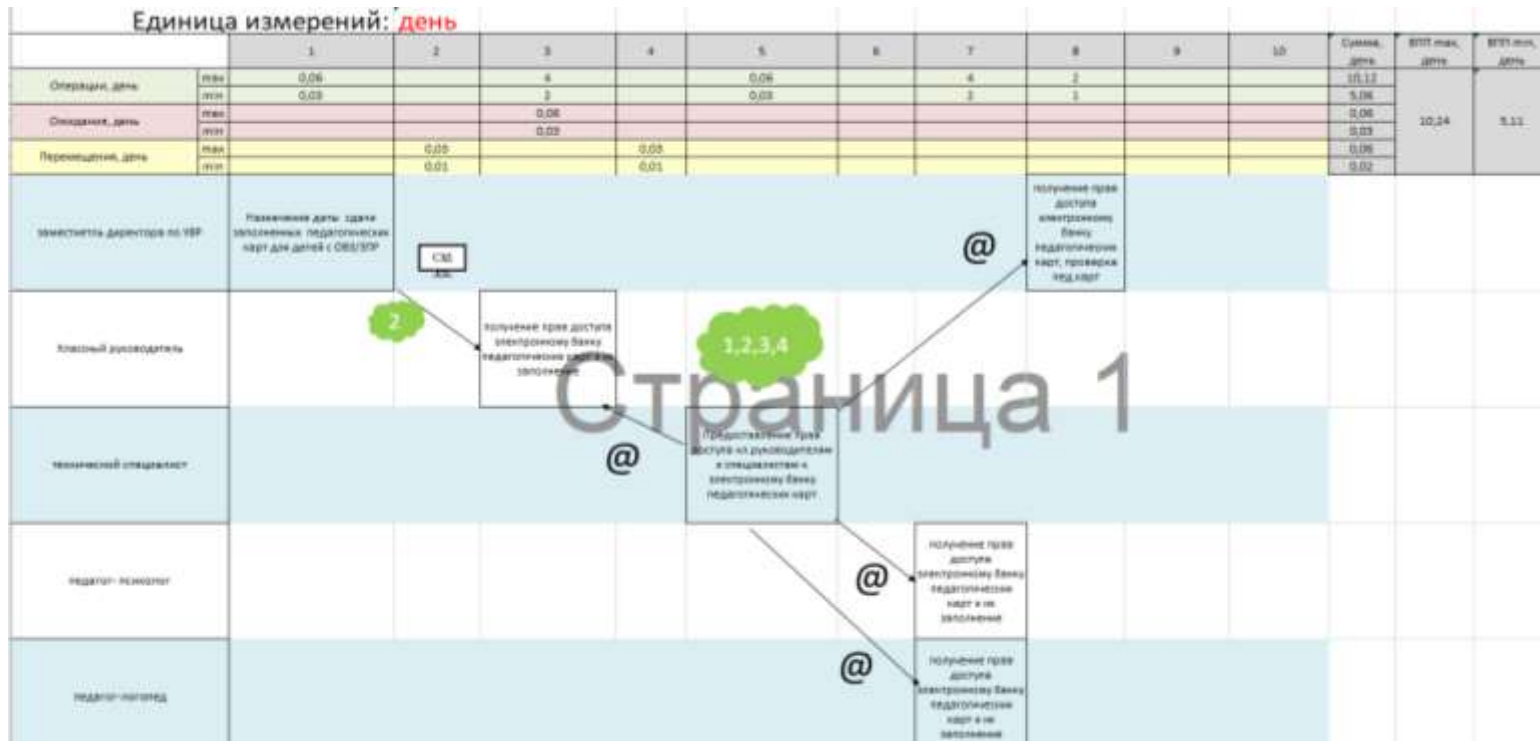 Единица измерений: день
1 2 3 4 5 6 7 8 9 10 Сумма, день ВПП max, день ВПП min, день
Операции, день max 0,06 4 0,06 4 2 10,12
min 0,03 2 0,03 2 1 5,06
10,24 5,11
Ожидание, день max 0,06 0,06
min 0,03 0,03
Перемещения, день max 0,03 0,03 0,06
min 0,01 0,01 0,02
заместитель директора по УВР
Назначение даты сдачи
заполненных педагогических
карт для детей с ОВЗ/ЗПР
@
получение прав
доступа
электронному
банку
педагогических
карт, проверка
пед.карт
Классный руководитель
2
получение прав доступа
электронному банку
педагогических карт и их
заполнение
1,2,3,4
Страница 1
технический специалист
@
Предоставление прав
доступа кл.руководителям
и специалистам к
электронному банку
педагогических карт
педагог- психолог
@
получение прав
доступа
электронному банку
педагогических
карт и их
заполнение
педагог-логопед
@
получение прав
доступа
электронному банку
педагогических
карт и их
заполнение